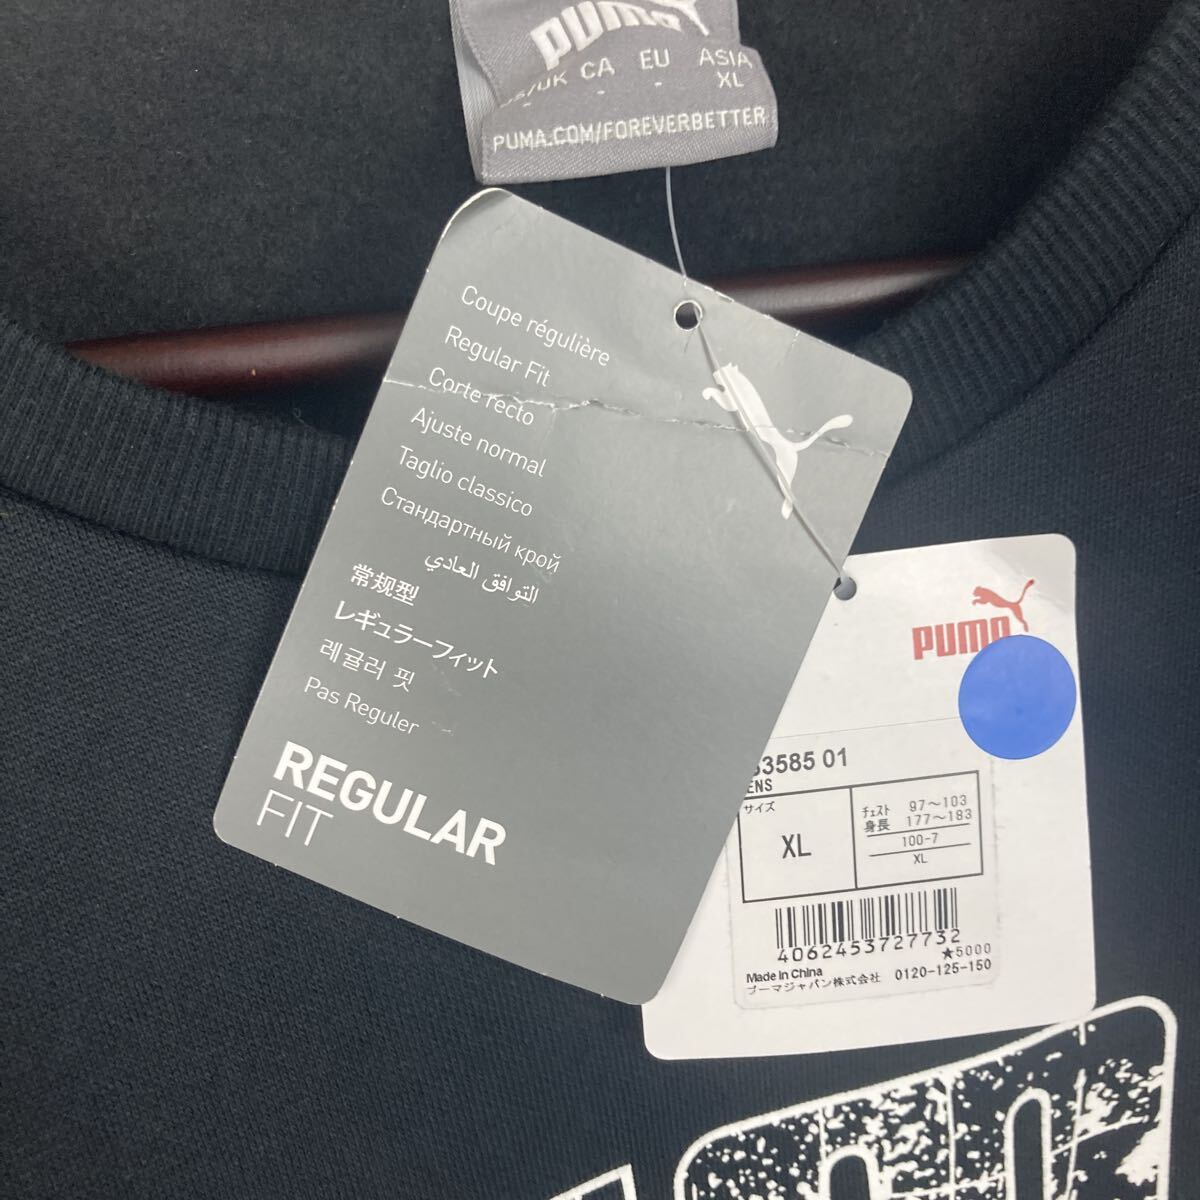 PUMA
US/UK CA EU ASIA
- - - XL
PUMA.COM/FOREVERBETTER
Coupe régulière
Regular Fit
Corte recto
Ajuste normal
Taglio classico
Стандартный крой
التوافق العادي
常规型
レギュラーフィット
레귤러 핏
Pas Reguler
REGULAR
FIT
PUMA
3585 01
ENS
サイズ
XL
チェスト 97～103
身長 177～183
100-7
XL
4062453727732
★5000
Made in China
プーマジャパン株式会社 0120-125-150